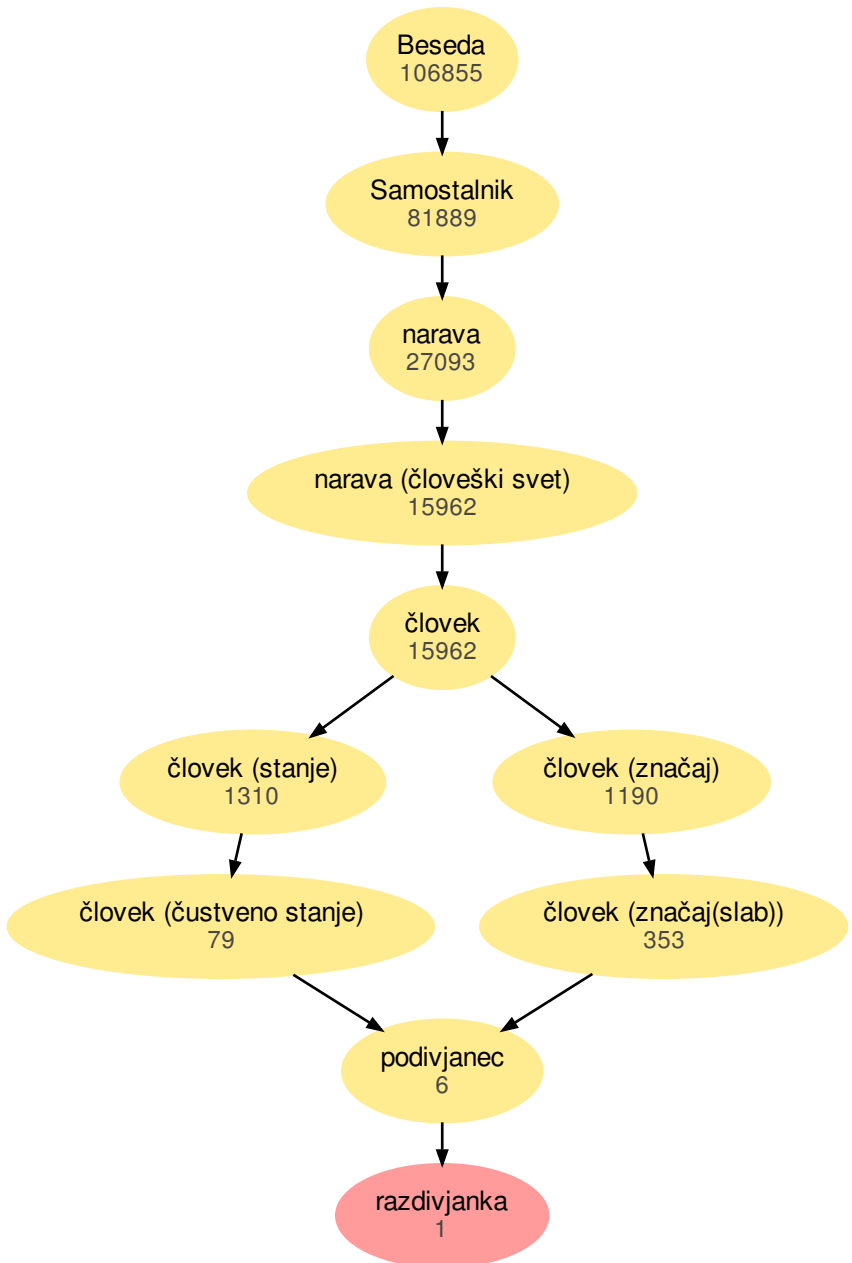 Beseda
106855
Samostalnik
81889
narava
27093
narava (človeški svet)
15962
človek
15962
človek (stanje)
1310
človek (značaj)
1190
človek (čustveno stanje)
79
človek (značaj(slab))
353
podivjanec
6
razdivjanka
1